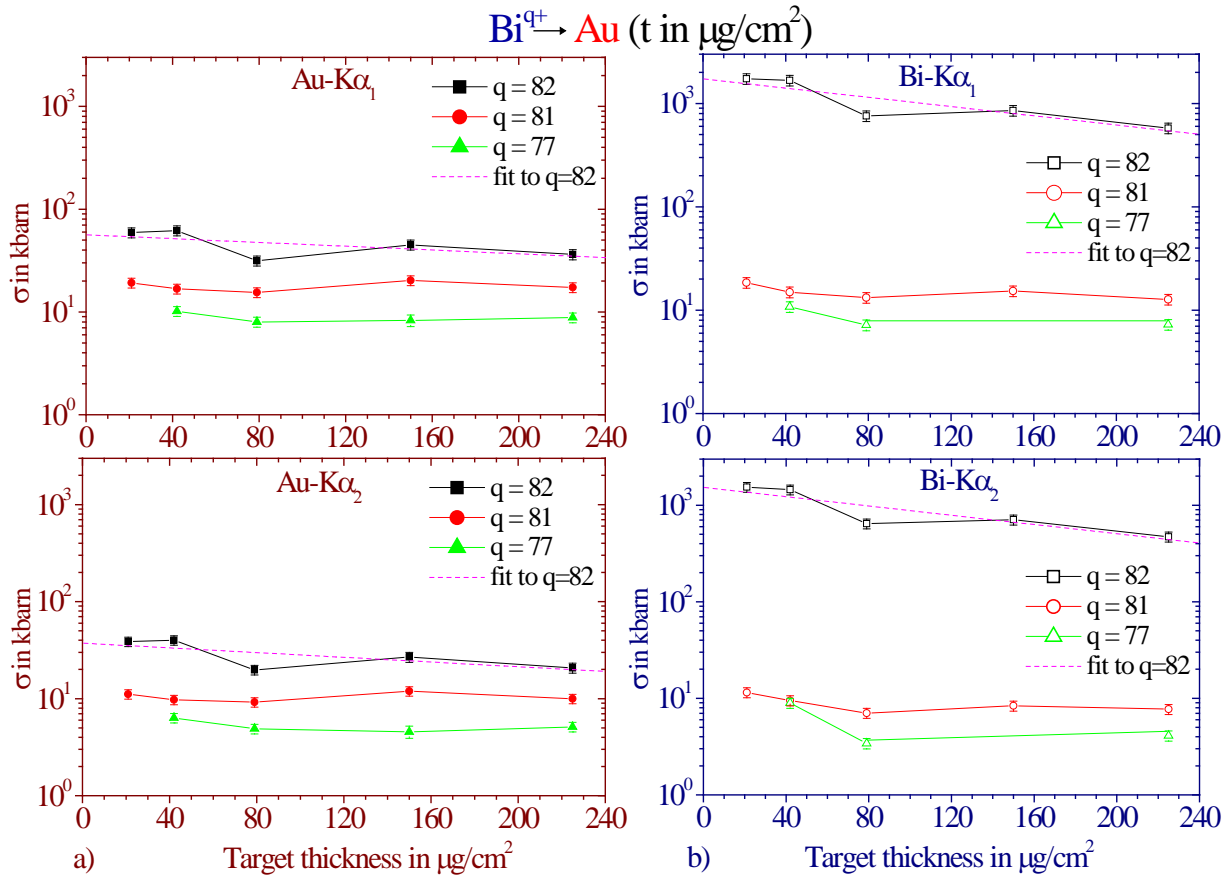 Bi^q+ → Au (t in μg/cm²)
Au-Kα₁
q = 82
q = 81
q = 77
fit to q=82
σ in kbarn
10³
10²
10¹
10⁰
0 40 80 120 160 200 240
Bi-Kα₁
q = 82
q = 81
q = 77
fit to q=82
σ in kbarn
10³
10²
10¹
10⁰
0 40 80 120 160 200 240
Au-Kα₂
q = 82
q = 81
q = 77
fit to q=82
σ in kbarn
10³
10²
10¹
10⁰
0 40 80 120 160 200 240
a) Target thickness in μg/cm²
Bi-Kα₂
q = 82
q = 81
q = 77
fit to q=82
σ in kbarn
10³
10²
10¹
10⁰
0 40 80 120 160 200 240
b) Target thickness in μg/cm²